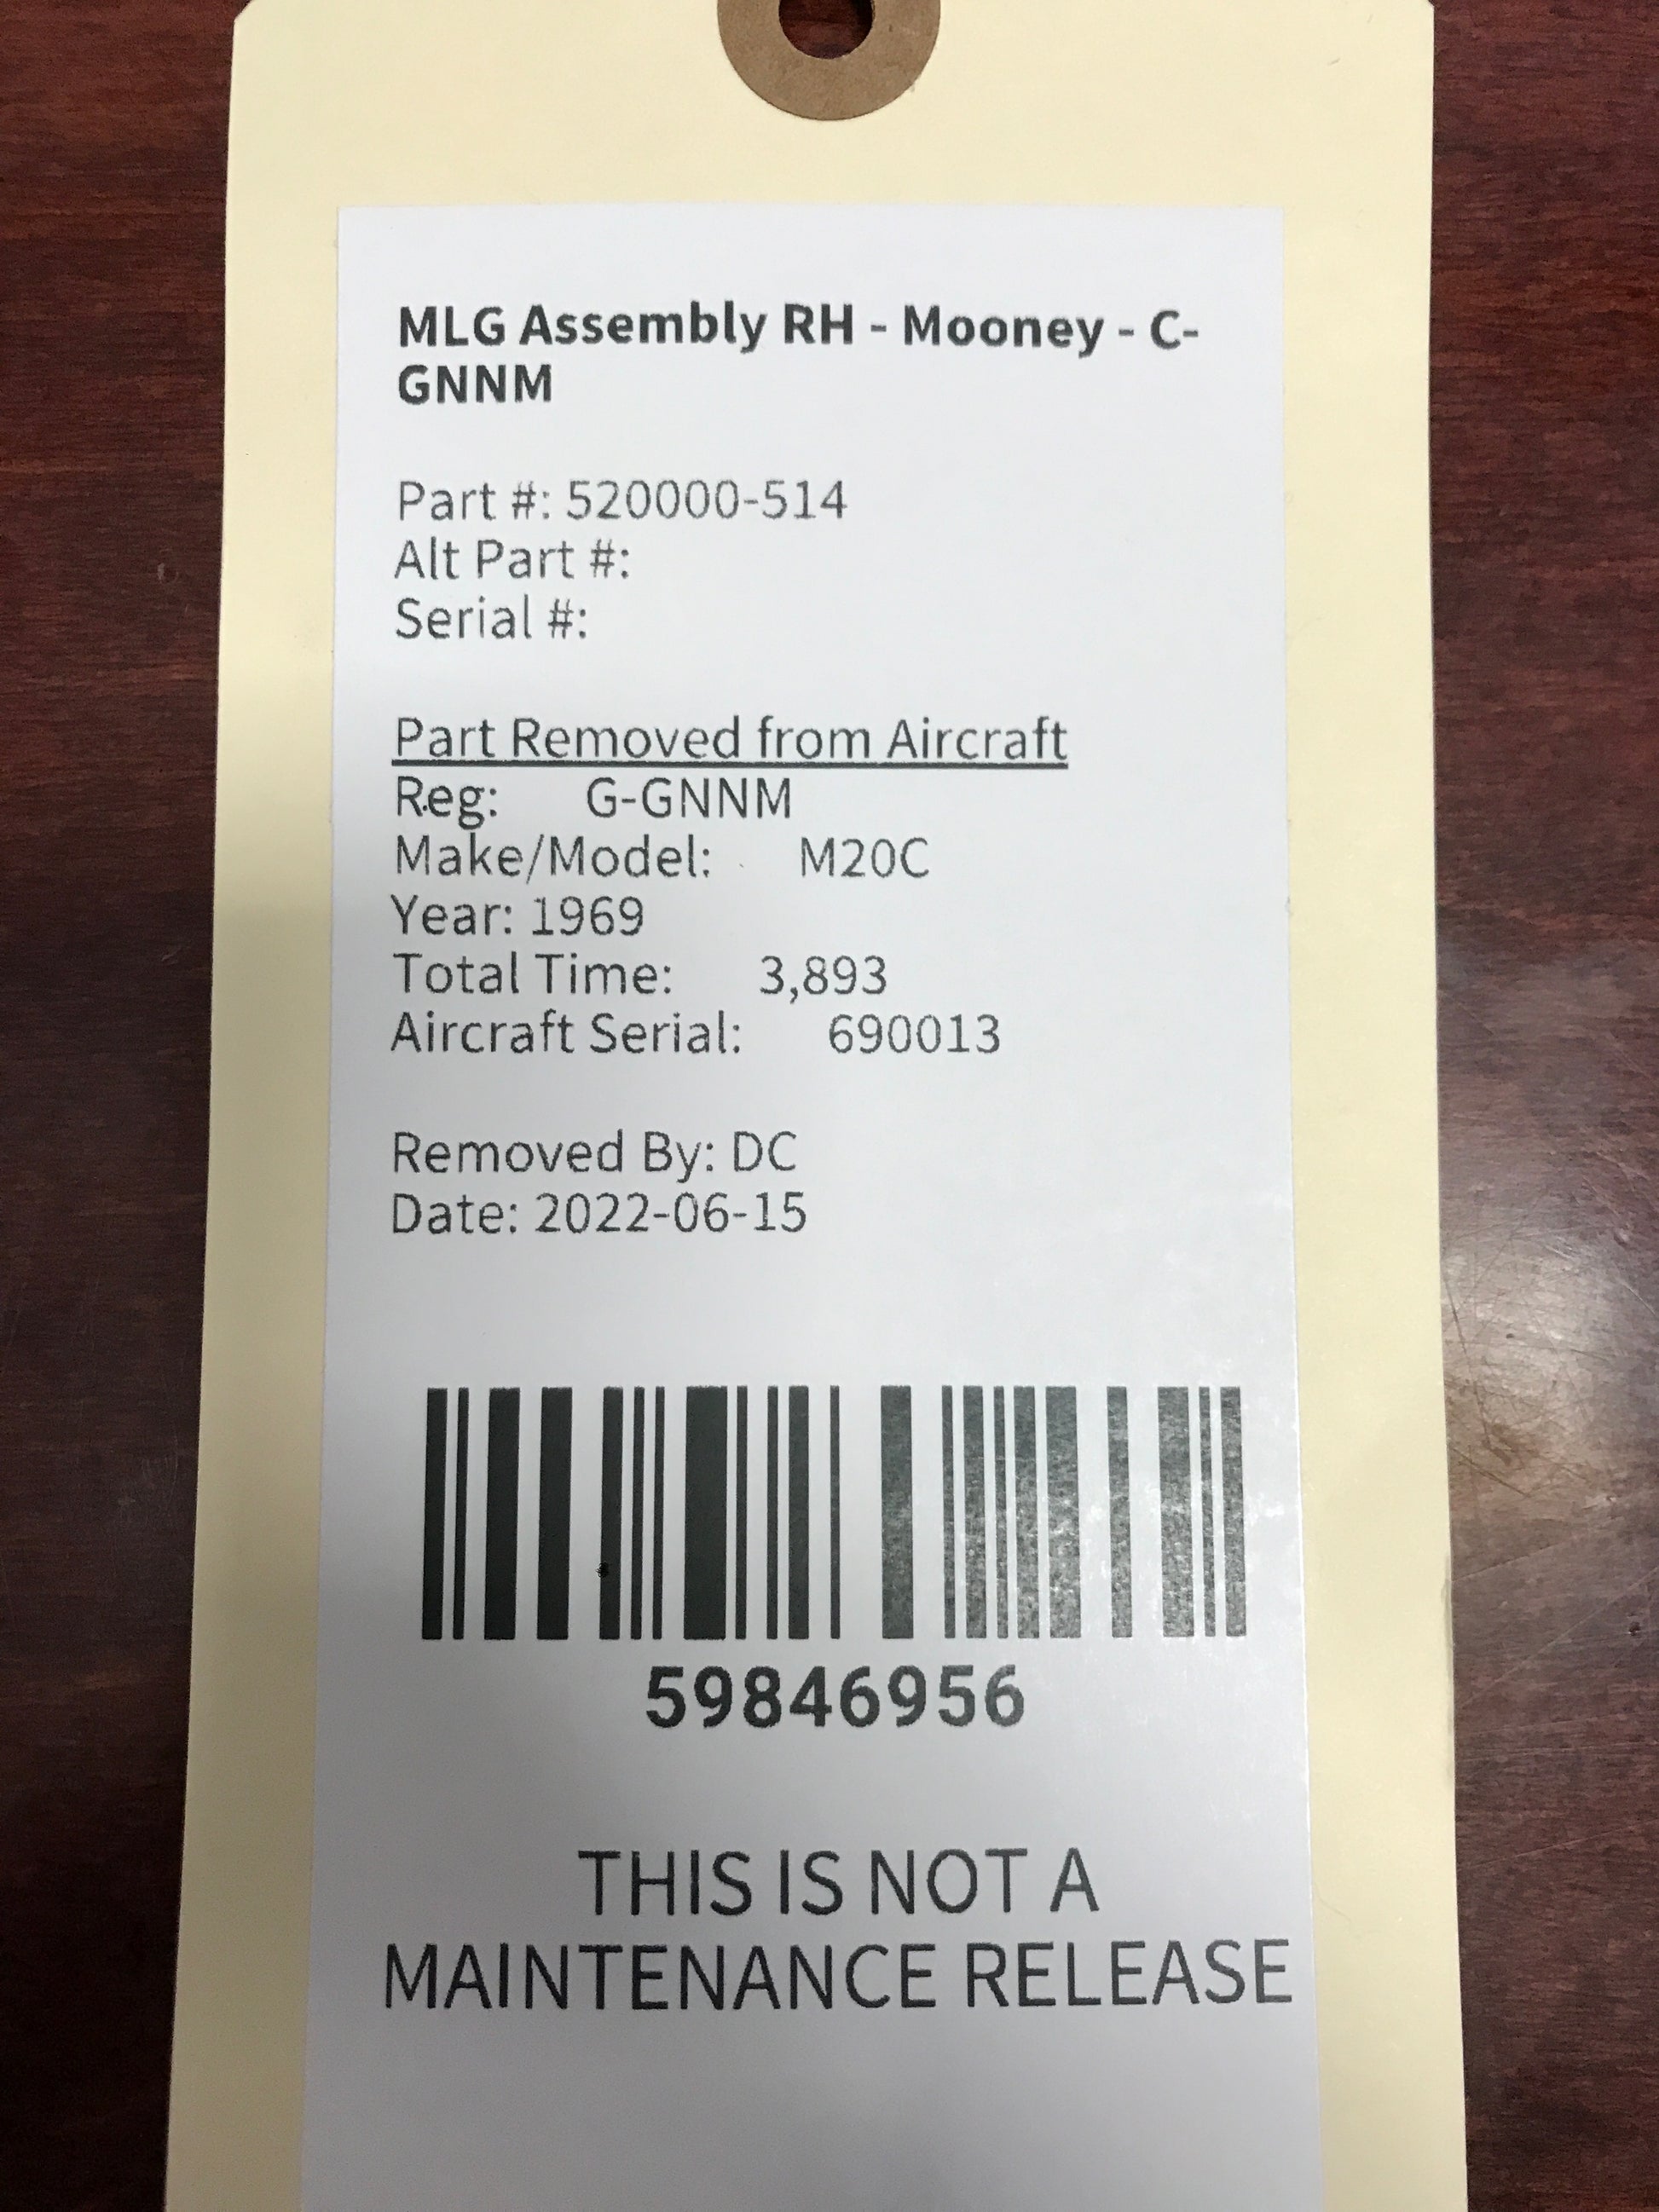 MLG Assembly RH - Mooney - C-
GNNM
Part #: 520000-514
Alt Part #:
Serial #:
Part Removed from Aircraft
Reg: G-GNNM
Make/Model: M20C
Year: 1969
Total Time: 3,893
Aircraft Serial: 690013
Removed By: DC
Date: 2022-06-15
59846956
THIS IS NOT A
MAINTENANCE RELEASE